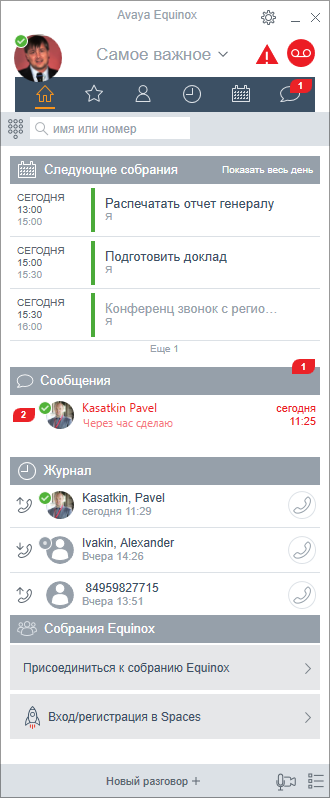 Avaya Equinox
Самое важное
1
имя или номер
Следующие собрания Показать весь день
СЕГОДНЯ
13:00
15:00
Распечатать отчет генералу
Я
СЕГОДНЯ
15:00
15:30
Подготовить доклад
Я
СЕГОДНЯ
15:30
16:00
Конференц звонок с регио...
Я
Еще 1
1
Сообщения
2
Kasatkin Pavel
Через час сделаю
сегодня
11:25
Журнал
Kasatkin, Pavel
сегодня 11:29
Ivakin, Alexander
Вчера 14:26
84959827715
Вчера 13:51
Собрания Equinox
Присоединиться к собранию Equinox
Вход/регистрация в Spaces
Новый разговор +